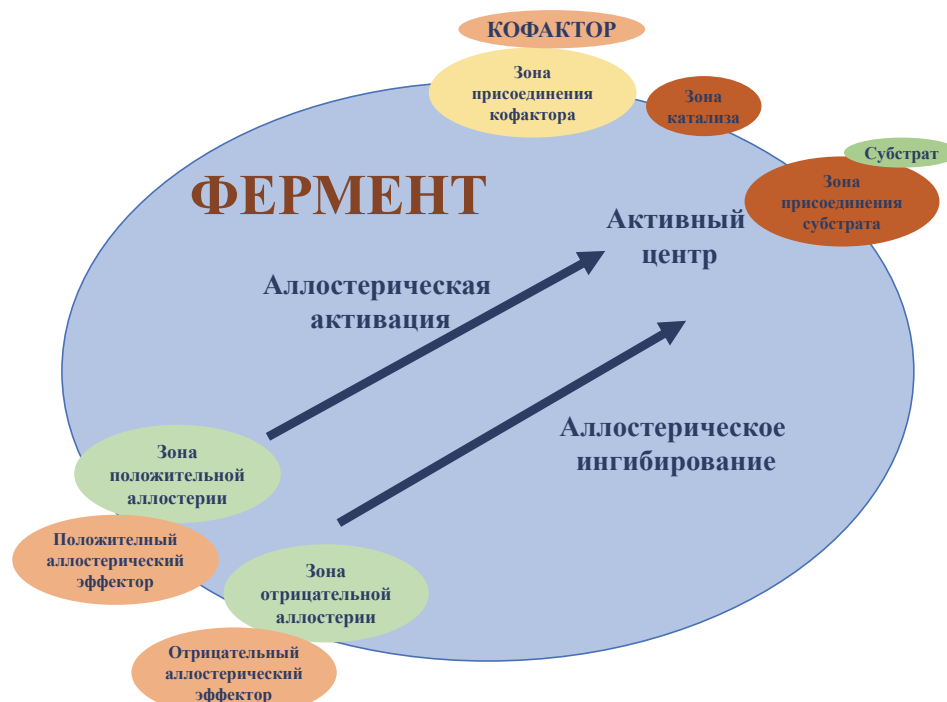 КОФАКТОР
Зона
присоединения
кофактора
Зона
катализа
Субстрат
Зона
присоединения
субстрата
ФЕРМЕНТ
Активный
центр
Аллостерическая
активация
Аллостерическое
ингибирование
Зона
положительной
аллостерии
Положителный
аллостерический
эффектор
Зона
отрицательной
аллостерии
Отрицательный
аллостерический
эффектор